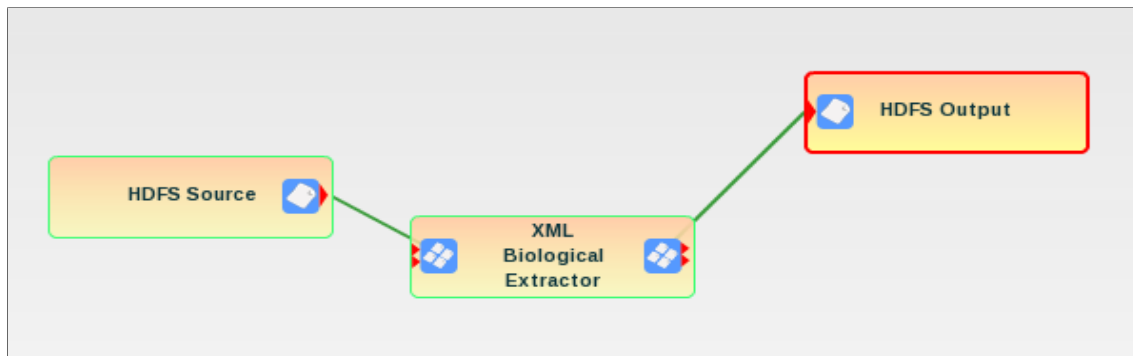 HDFS Source
XML
Biological
Extractor
HDFS Output